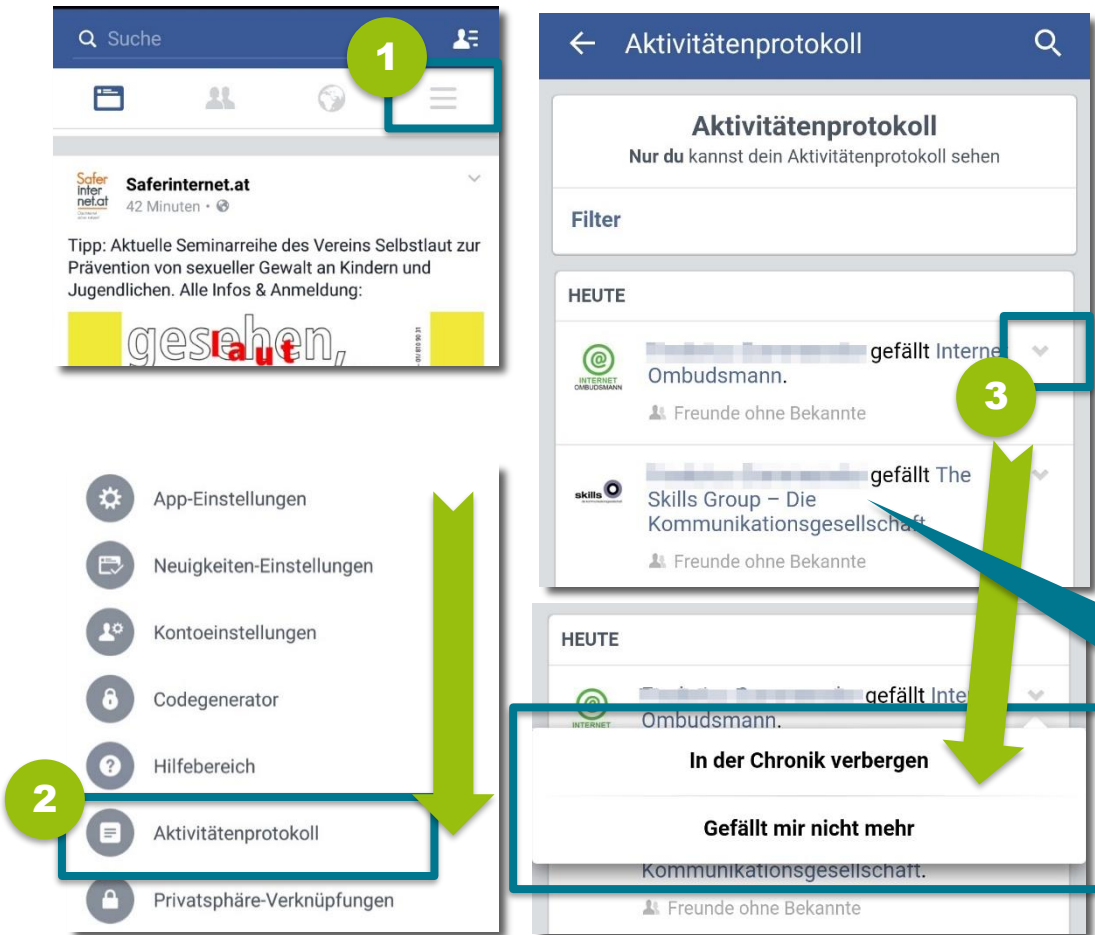 Suche
1
Safer
inter
net.at
Saferinternet.at
42 Minuten •
Tipp: Aktuelle Seminarreihe des Vereins Selbstlaut zur
Prävention von sexueller Gewalt an Kindern und
Jugendlichen. Alle Infos & Anmeldung:
gesehen,
laut
App-Einstellungen
Neuigkeiten-Einstellungen
Kontoeinstellungen
Codegenerator
Hilfebereich
2
Aktivitätenprotokoll
Privatsphäre-Verknüpfungen
Aktivitätenprotokoll
Aktivitätenprotokoll
Nur du kannst dein Aktivitätenprotokoll sehen
Filter
HEUTE
INTERNET
OMBUDSMANN
gefällt Interne
Ombudsmann.
3
Freunde ohne Bekannte
skills
gefällt The
Skills Group – Die
Kommunikationsgesellschaft
Freunde ohne Bekannte
HEUTE
INTERNET
gefällt Inte
Ombudsmann.
In der Chronik verbergen
Gefällt mir nicht mehr
Kommunikationsgesellschaft.
Freunde ohne Bekannte